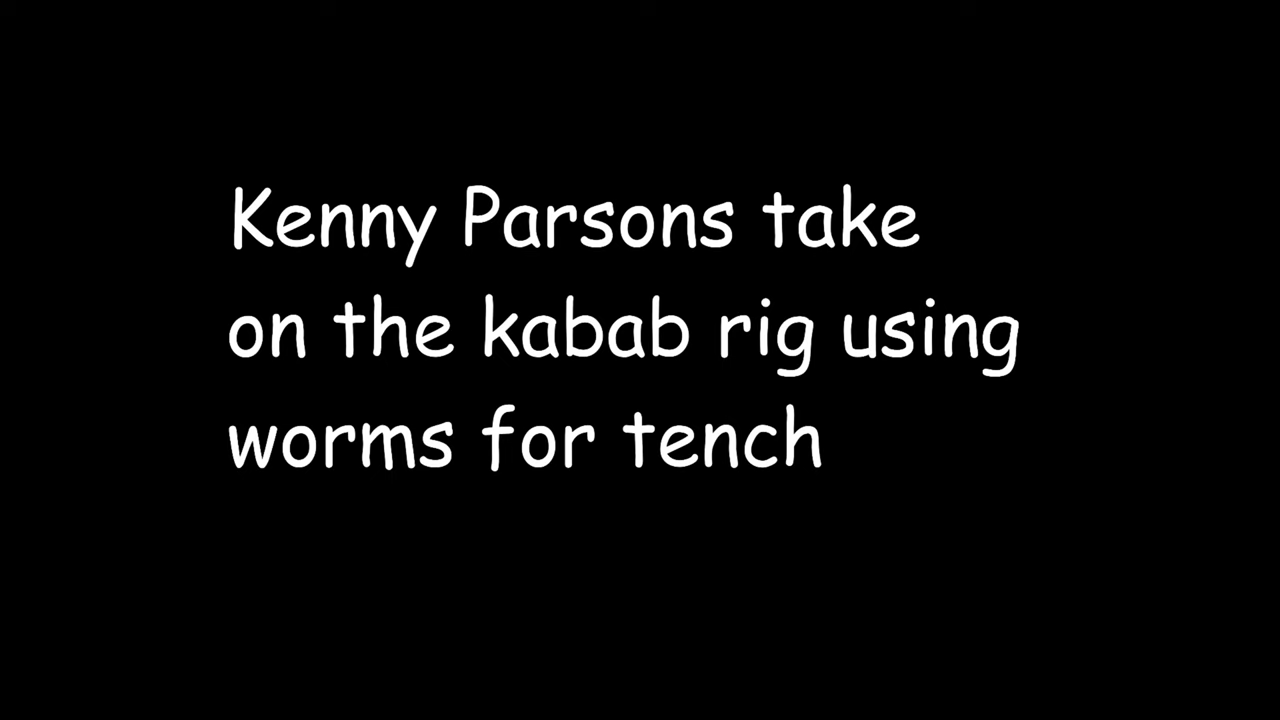 Kenny Parsons take
on the kabab rig using
worms for tench